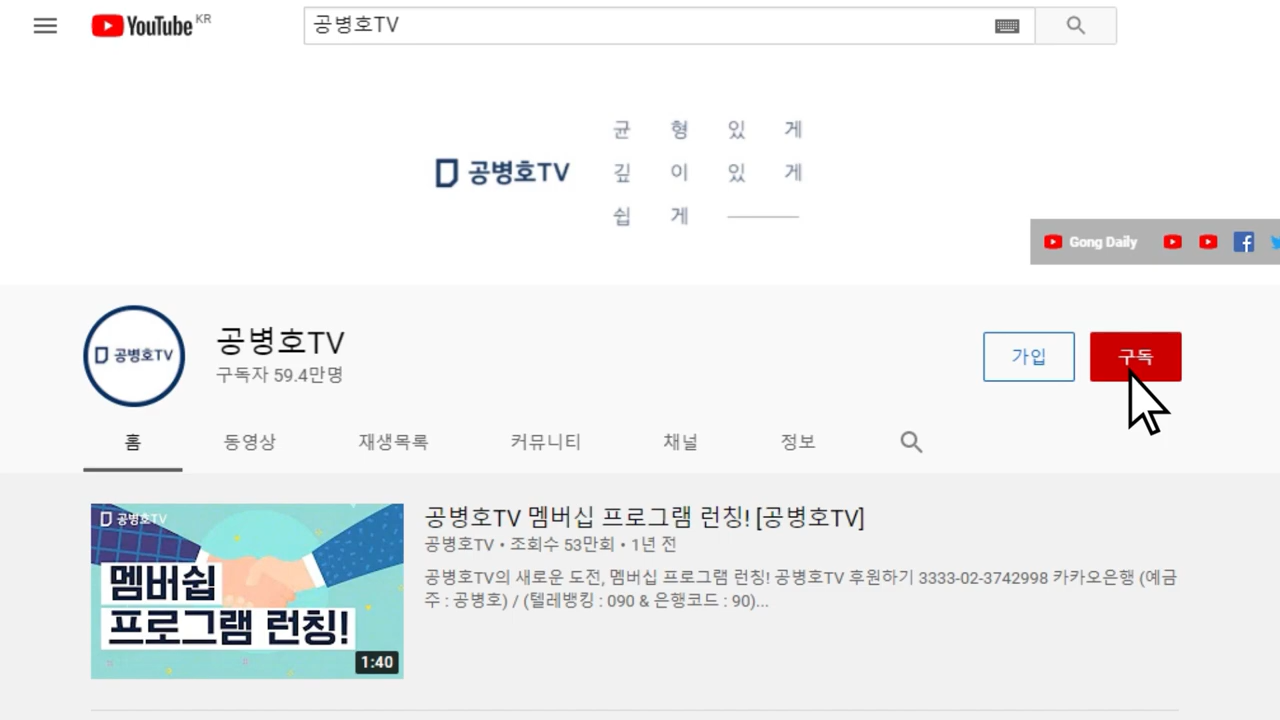 YouTube KR
공병호TV
공병호TV
균 형 있 게
깊 이 있 게
쉽 게
Gong Daily
공병호TV
공병호TV
구독자 59.4만명
가입
구독
홈 동영상 재생목록 커뮤니티 채널 정보
공병호TV
멤버쉽
프로그램 런칭!
1:40
공병호TV 멤버십 프로그램 런칭! [공병호TV]
공병호TV • 조회수 53만회 • 1년 전
공병호TV의 새로운 도전, 멤버십 프로그램 런칭! 공병호TV 후원하기 3333-02-3742998 카카오은행 (예금
주 : 공병호) / (텔레뱅킹 : 090 & 은행코드 : 90)...